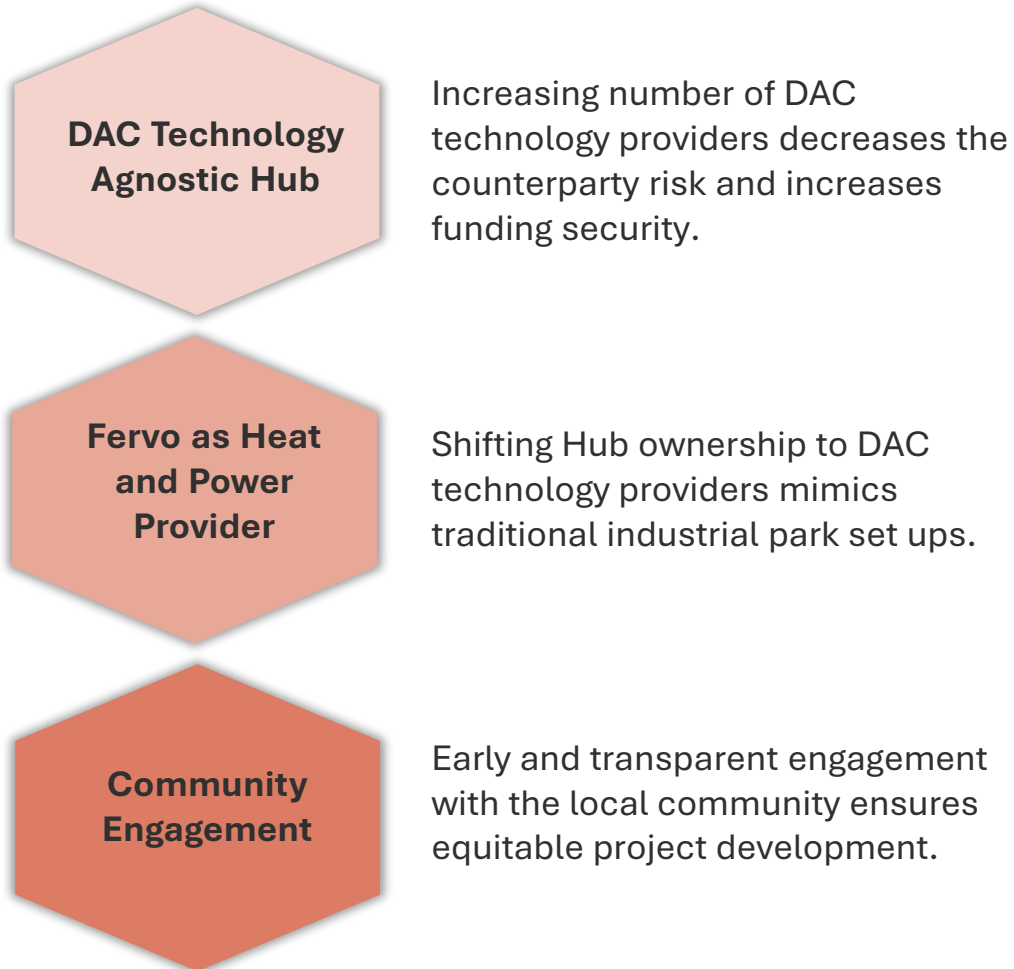 DAC Technology
Agnostic Hub
Increasing number of DAC
technology providers decreases the
counterparty risk and increases
funding security.
Fervo as Heat
and Power
Provider
Shifting Hub ownership to DAC
technology providers mimics
traditional industrial park set ups.
Community
Engagement
Early and transparent engagement
with the local community ensures
equitable project development.